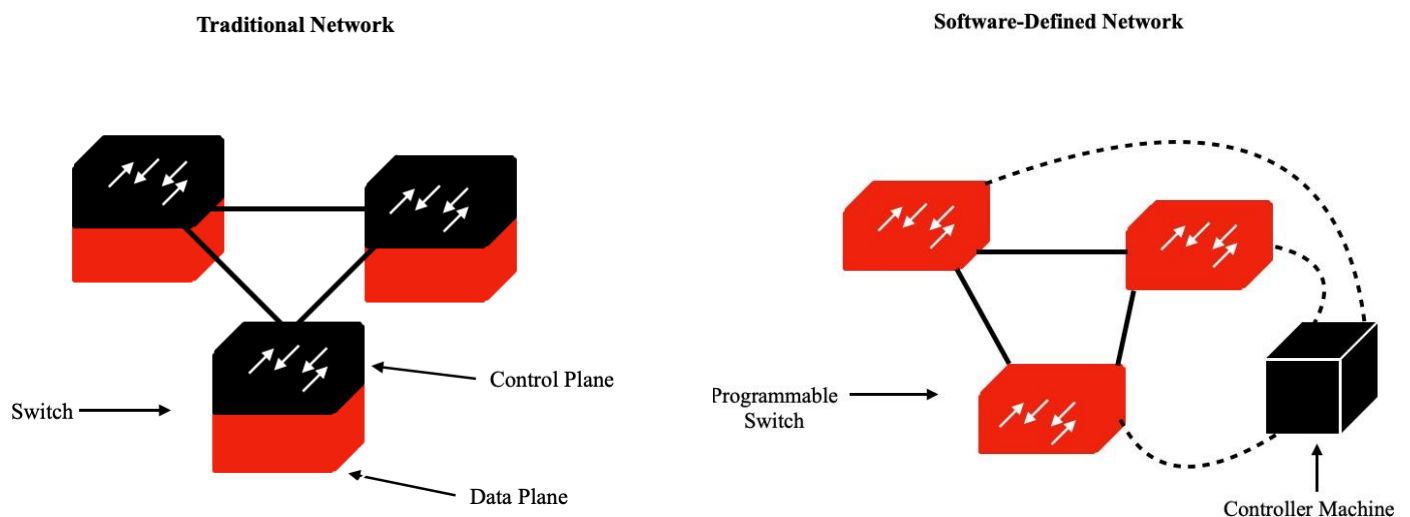 Traditional Network
Software-Defined Network
Control Plane
Switch
Data Plane
Programmable
Switch
Controller Machine